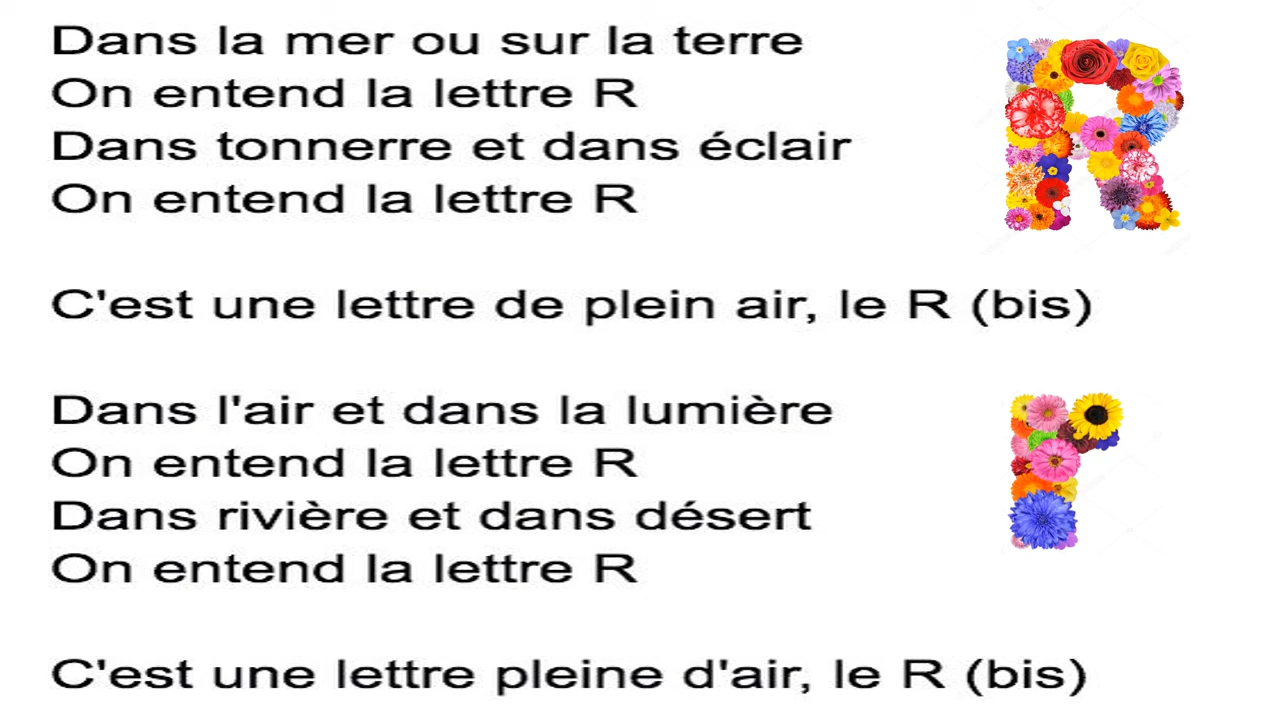 Dans la mer ou sur la terre
On entend la lettre R
Dans tonnerre et dans éclair
On entend la lettre R
C'est une lettre de plein air, le R (bis)
Dans l'air et dans la lumière
On entend la lettre R
Dans rivière et dans désert
On entend la lettre R
C'est une lettre pleine d'air, le R (bis)
R
r